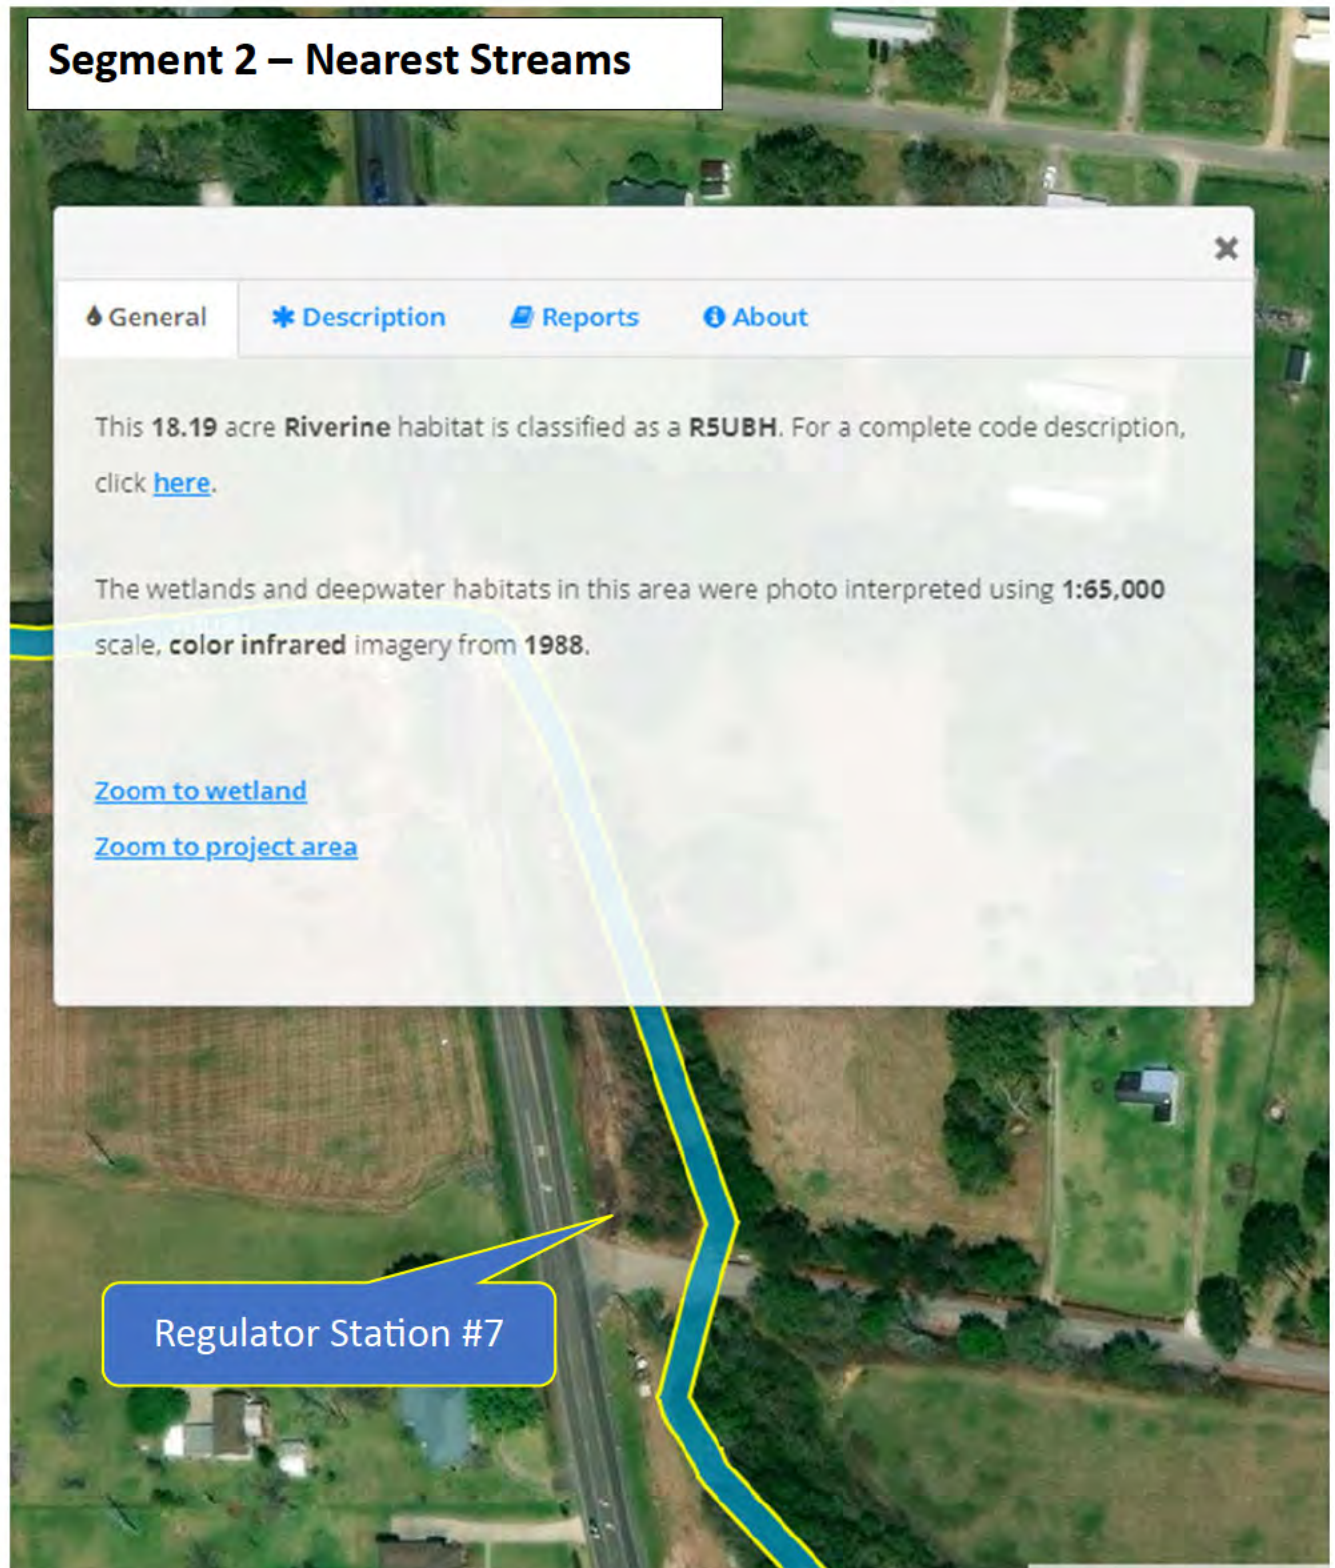 Segment 2 – Nearest Streams
General Description Reports About
This 18.19 acre Riverine habitat is classified as a R5UBH. For a complete code description,
click here.
The wetlands and deepwater habitats in this area were photo interpreted using 1:65,000
scale, color infrared imagery from 1988.
Zoom to wetland
Zoom to project area
Regulator Station #7